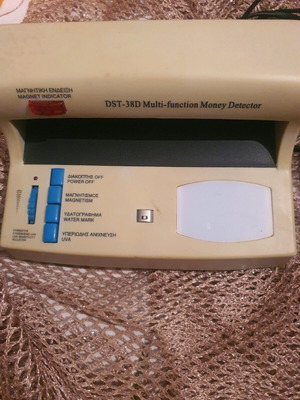 ΜΑΓΝΗΤΙΚΗ ΕΝΔΕΙΞΗ
MAGNET INDICATOR
DST-38D Multi-function Money Detector
ΔΙΑΚΟΠΤΗΣ OFF
POWER OFF
ΜΑΓΝΗΤΙΣΜΟΣ
MAGNETISM
ΥΔΑΤΟΓΡΑΦΗΜΑ
WATER MARK
ΥΠΕΡΙΩΔΗΣ ΑΝΙΧΝΕΥΣΗ
UVA